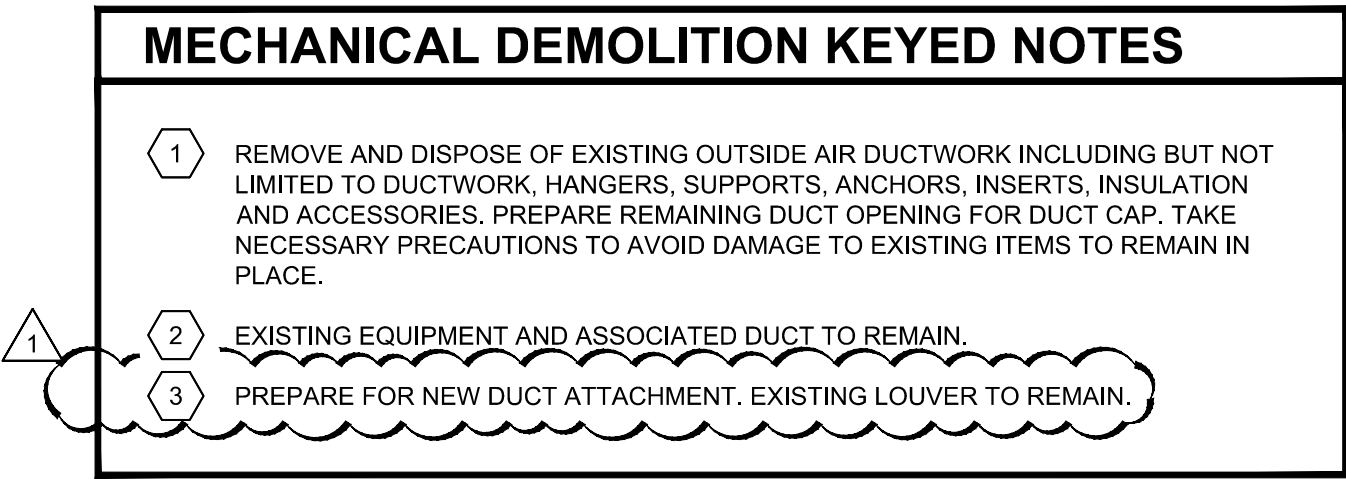 MECHANICAL DEMOLITION KEYED NOTES
1 REMOVE AND DISPOSE OF EXISTING OUTSIDE AIR DUCTWORK INCLUDING BUT NOT
LIMITED TO DUCTWORK, HANGERS, SUPPORTS, ANCHORS, INSERTS, INSULATION
AND ACCESSORIES. PREPARE REMAINING DUCT OPENING FOR DUCT CAP. TAKE
NECESSARY PRECAUTIONS TO AVOID DAMAGE TO EXISTING ITEMS TO REMAIN IN
PLACE.
1
2 EXISTING EQUIPMENT AND ASSOCIATED DUCT TO REMAIN.
3 PREPARE FOR NEW DUCT ATTACHMENT. EXISTING LOUVER TO REMAIN.